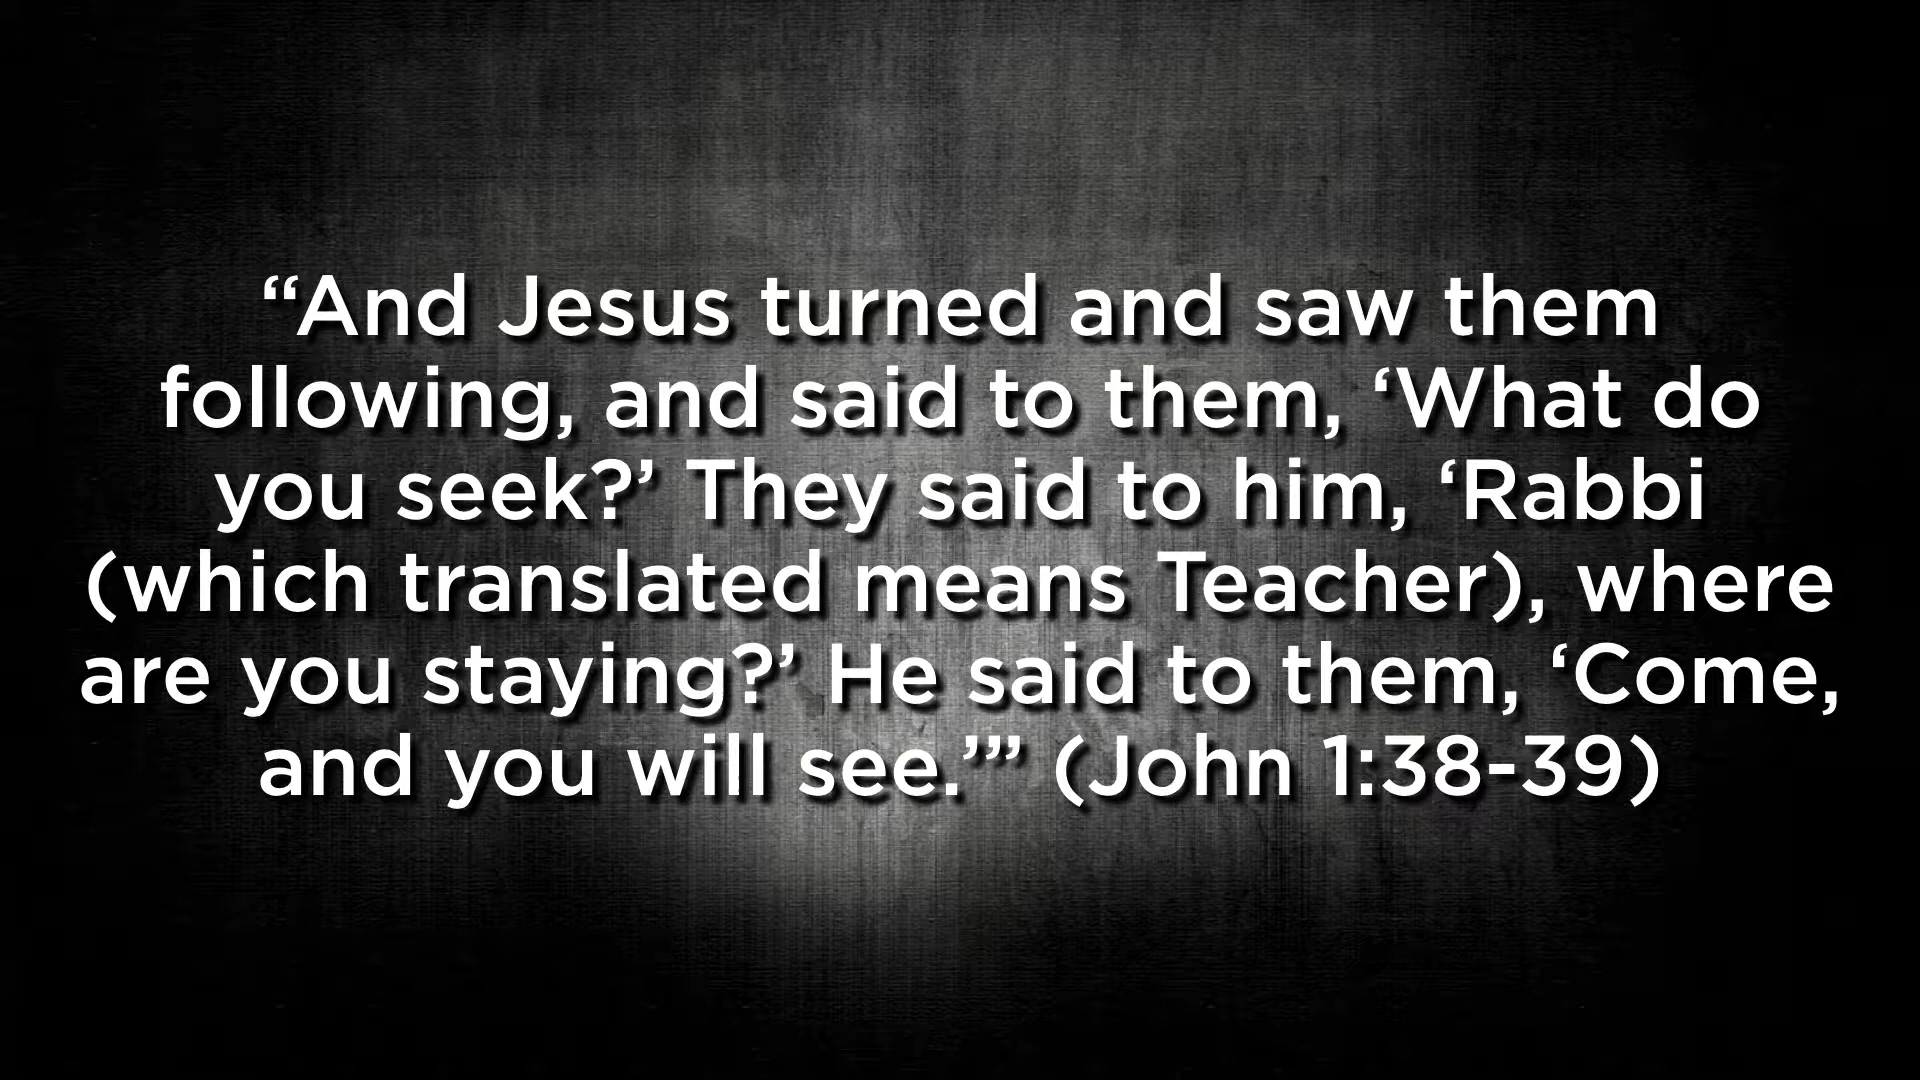 “And Jesus turned and saw them
following, and said to them, ‘What do
you seek?’ They said to him, ‘Rabbi
(which translated means Teacher), where
are you staying?’ He said to them, ‘Come,
and you will see.’” (John 1:38-39)